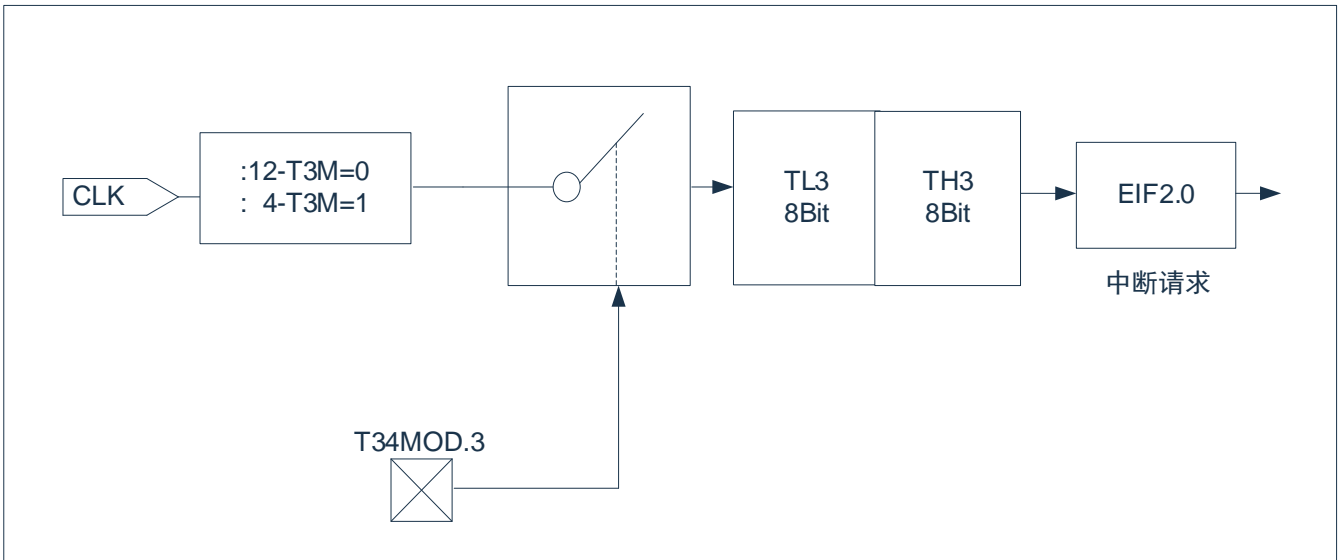 CLK
:12-T3M=0
: 4-T3M=1
TL3
8Bit
TH3
8Bit
EIF2.0
中断请求
T34MOD.3